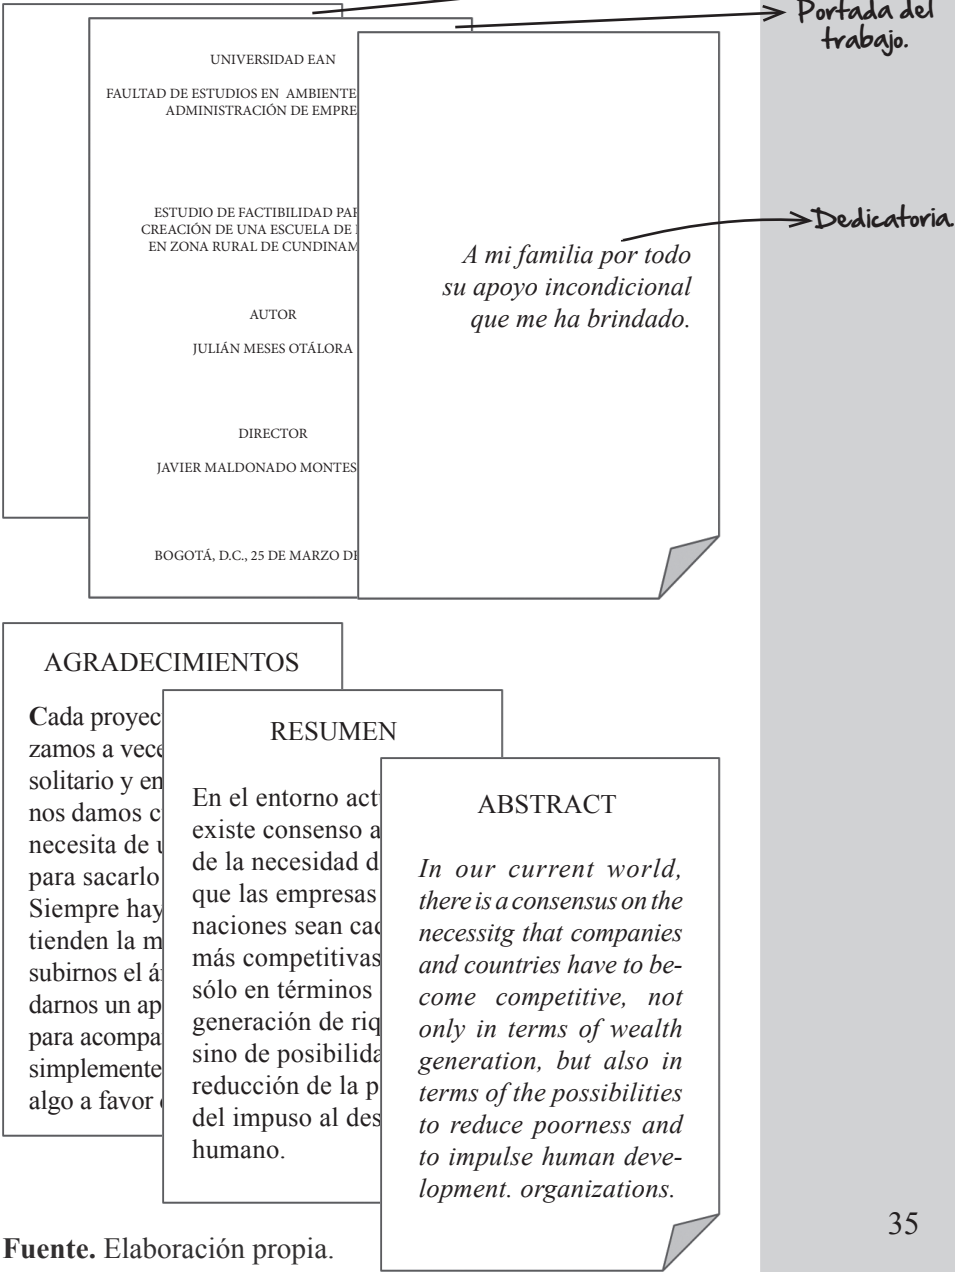 Portada del
trabajo.
UNIVERSIDAD EAN
FAULTAD DE ESTUDIOS EN AMBIENTE
ADMINISTRACIÓN DE EMPRE
ESTUDIO DE FACTIBILIDAD PAR
CREACIÓN DE UNA ESCUELA DE
EN ZONA RURAL DE CUNDINAM
AUTOR
JULIÁN MESES OTÁLORA
DIRECTOR
JAVIER MALDONADO MONTES
BOGOTÁ, D.C., 25 DE MARZO DE
Dedicatoria.
A mi familia por todo
su apoyo incondicional
que me ha brindado.
AGRADECIMIENTOS
Cada proyec
zamos a vece
solitario y en
nos damos c
necesita de u
para sacarlo
Siempre hay
tienden la m
subirnos el á
darnos un ap
para acompa
simplemente
algo a favor
RESUMEN
En el entorno act
existe consenso a
de la necesidad d
que las empresas
naciones sean cad
más competitivas
sólo en términos
generación de riq
sino de posibilida
reducción de la p
del impuso al des
humano.
ABSTRACT
In our current world,
there is a consensus on the
necessitg that companies
and countries have to be-
come competitive, not
only in terms of wealth
generation, but also in
terms of the possibilities
to reduce poorness and
to impulse human deve-
lopment. organizations.
Fuente. Elaboración propia.
35